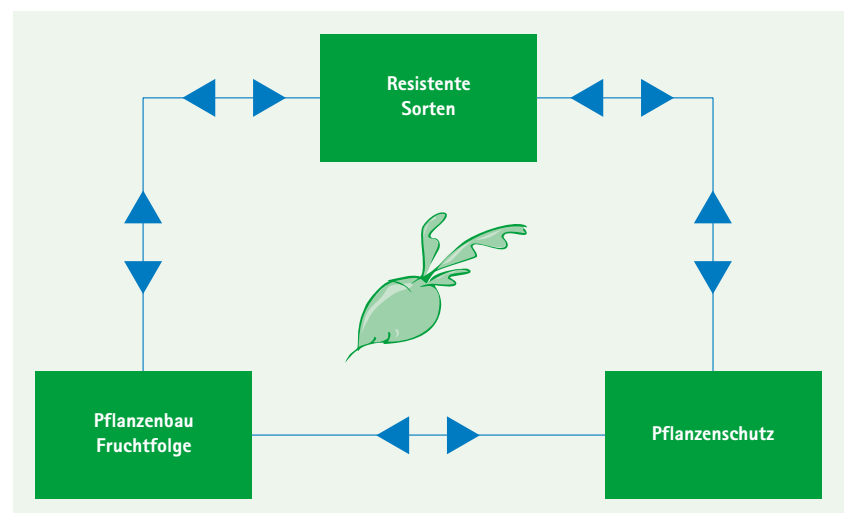 Resistente
Sorten
Pflanzenbau
Fruchtfolge
Pflanzenschutz